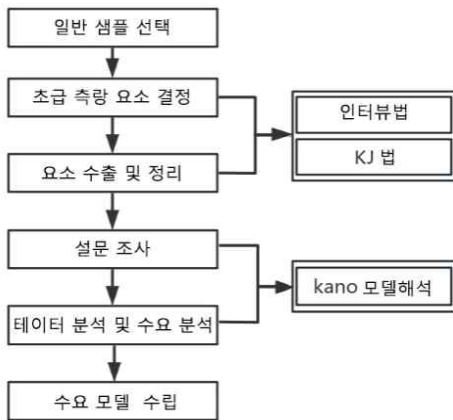 일반 샘플 선택
초급 측량 요소 결정
인터뷰법
KJ 법
요소 수출 및 정리
설문 조사
kano 모델해석
테이터 분석 및 수요 분석
수요 모델 수립